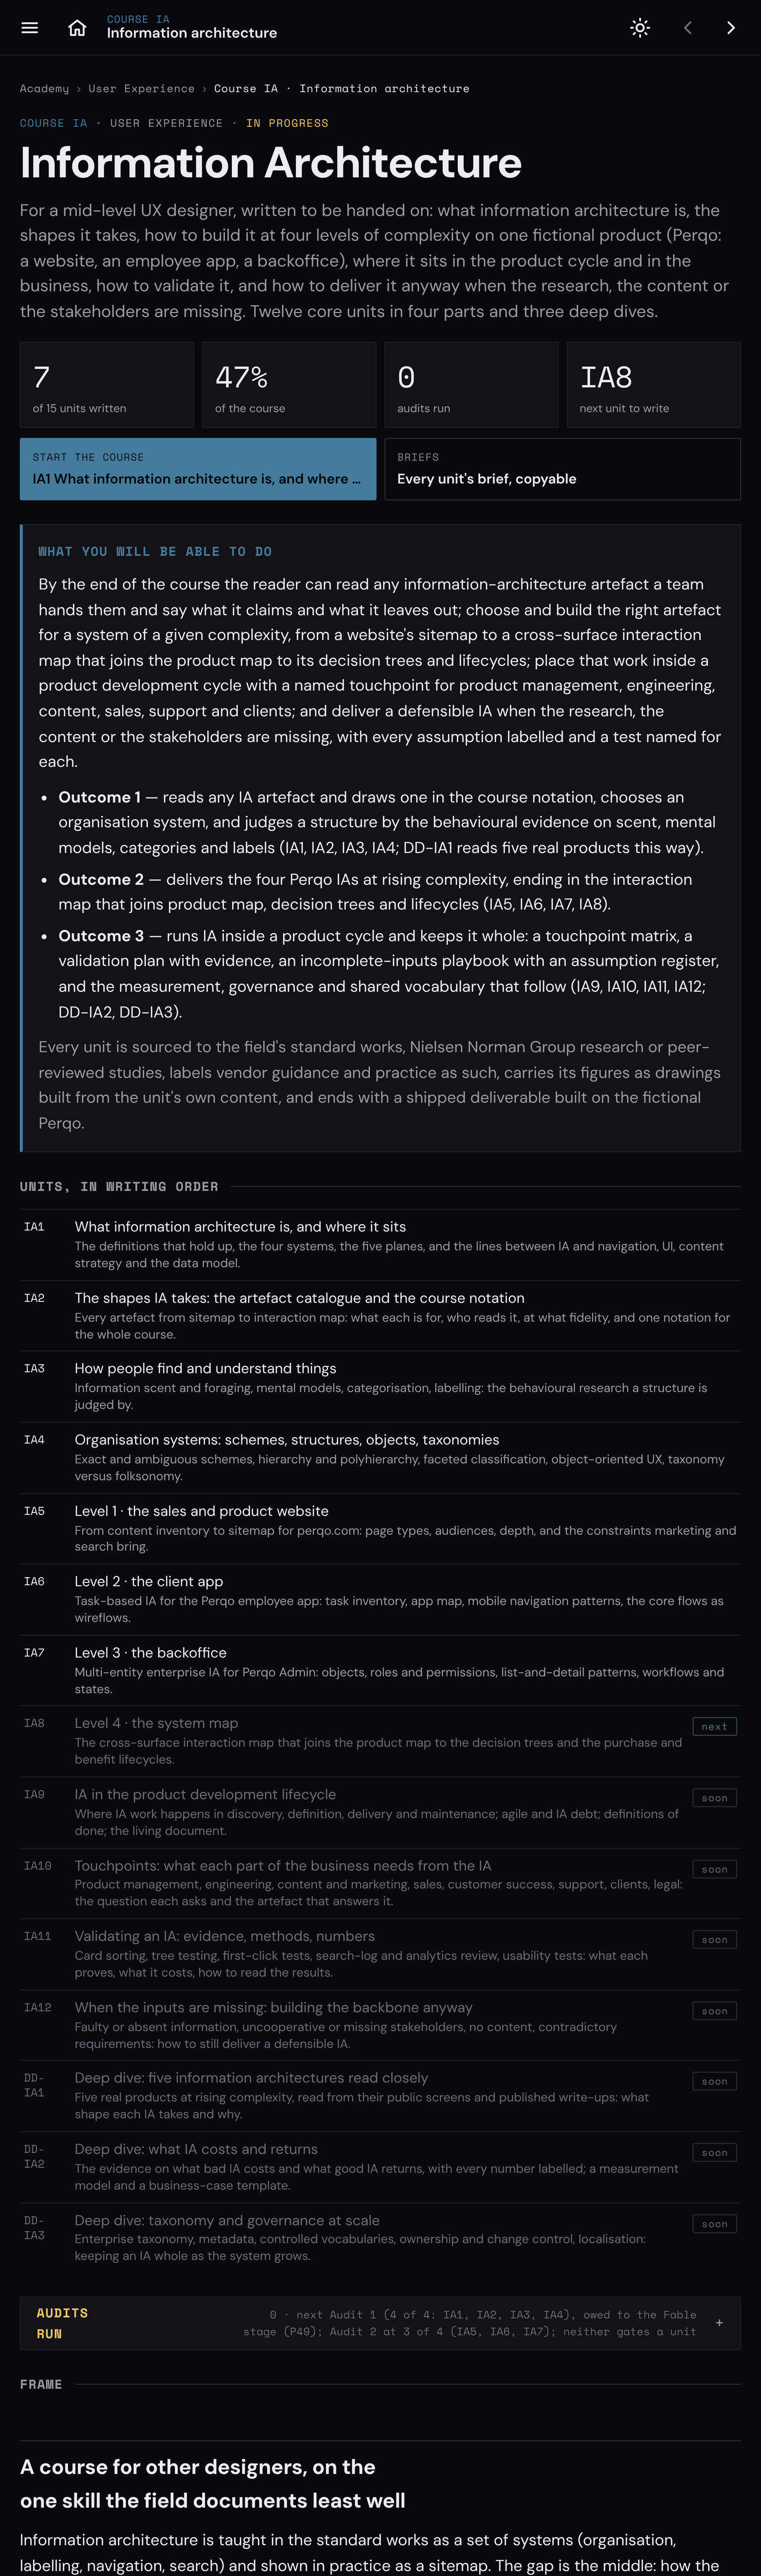 COURSE IA
Information architecture
Academy › User Experience › Course IA · Information architecture
COURSE IA · USER EXPERIENCE · IN PROGRESS
Information Architecture
For a mid-level UX designer, written to be handed on: what information architecture is, the
shapes it takes, how to build it at four levels of complexity on one fictional product (Perqo:
a website, an employee app, a backoffice), where it sits in the product cycle and in the
business, how to validate it, and how to deliver it anyway when the research, the content or
the stakeholders are missing. Twelve core units in four parts and three deep dives.
7
of 15 units written
47%
of the course
0
audits run
IA8
next unit to write
START THE COURSE
IA1 What information architecture is, and where …
BRIEFS
Every unit's brief, copyable
WHAT YOU WILL BE ABLE TO DO
By the end of the course the reader can read any information-architecture artefact a team
hands them and say what it claims and what it leaves out; choose and build the right artefact
for a system of a given complexity, from a website's sitemap to a cross-surface interaction
map that joins the product map to its decision trees and lifecycles; place that work inside a
product development cycle with a named touchpoint for product management, engineering,
content, sales, support and clients; and deliver a defensible IA when the research, the
content or the stakeholders are missing, with every assumption labelled and a test named for
each.
• Outcome 1 — reads any IA artefact and draws one in the course notation, chooses an
organisation system, and judges a structure by the behavioural evidence on scent, mental
models, categories and labels (IA1, IA2, IA3, IA4; DD-IA1 reads five real products this way).
• Outcome 2 — delivers the four Perqo IAs at rising complexity, ending in the interaction
map that joins product map, decision trees and lifecycles (IA5, IA6, IA7, IA8).
• Outcome 3 — runs IA inside a product cycle and keeps it whole: a touchpoint matrix, a
validation plan with evidence, an incomplete-inputs playbook with an assumption register,
and the measurement, governance and shared vocabulary that follow (IA9, IA10, IA11, IA12;
DD-IA2, DD-IA3).
Every unit is sourced to the field's standard works, Nielsen Norman Group research or peer-
reviewed studies, labels vendor guidance and practice as such, carries its figures as drawings
built from the unit's own content, and ends with a shipped deliverable built on the fictional
Perqo.
UNITS, IN WRITING ORDER
IA1
What information architecture is, and where it sits
The definitions that hold up, the four systems, the five planes, and the lines between IA and navigation, UI, content
strategy and the data model.
IA2
The shapes IA takes: the artefact catalogue and the course notation
Every artefact from sitemap to interaction map: what each is for, who reads it, at what fidelity, and one notation for
the whole course.
IA3
How people find and understand things
Information scent and foraging, mental models, categorisation, labelling: the behavioural research a structure is
judged by.
IA4
Organisation systems: schemes, structures, objects, taxonomies
Exact and ambiguous schemes, hierarchy and polyhierarchy, faceted classification, object-oriented UX, taxonomy
versus folksonomy.
IA5
Level 1 · the sales and product website
From content inventory to sitemap for perqo.com: page types, audiences, depth, and the constraints marketing and
search bring.
IA6
Level 2 · the client app
Task-based IA for the Perqo employee app: task inventory, app map, mobile navigation patterns, the core flows as
wireflows.
IA7
Level 3 · the backoffice
Multi-entity enterprise IA for Perqo Admin: objects, roles and permissions, list-and-detail patterns, workflows and
states.
IA8
Level 4 · the system map
next
The cross-surface interaction map that joins the product map to the decision trees and the purchase and
benefit lifecycles.
IA9
IA in the product development lifecycle
soon
Where IA work happens in discovery, definition, delivery and maintenance; agile and IA debt; definitions of
done; the living document.
IA10
Touchpoints: what each part of the business needs from the IA
soon
Product management, engineering, content and marketing, sales, customer success, support, clients, legal:
the question each asks and the artefact that answers it.
IA11
Validating an IA: evidence, methods, numbers
soon
Card sorting, tree testing, first-click tests, search-log and analytics review, usability tests: what each
proves, what it costs, how to read the results.
IA12
When the inputs are missing: building the backbone anyway
soon
Faulty or absent information, uncooperative or missing stakeholders, no content, contradictory
requirements: how to still deliver a defensible IA.
DD-
IA1
Deep dive: five information architectures read closely
soon
Five real products at rising complexity, read from their public screens and published write-ups: what
shape each IA takes and why.
DD-
IA2
Deep dive: what IA costs and returns
soon
The evidence on what bad IA costs and what good IA returns, with every number labelled; a measurement
model and a business-case template.
DD-
IA3
Deep dive: taxonomy and governance at scale
soon
Enterprise taxonomy, metadata, controlled vocabularies, ownership and change control, localisation:
keeping an IA whole as the system grows.
AUDITS
RUN
0 · next Audit 1 (4 of 4: IA1, IA2, IA3, IA4), owed to the Fable
stage (P49); Audit 2 at 3 of 4 (IA5, IA6, IA7); neither gates a unit
+
FRAME
A course for other designers, on the
one skill the field documents least well
Information architecture is taught in the standard works as a set of systems (organisation,
labelling, navigation, search) and shown in practice as a sitemap. The gap is the middle: how the